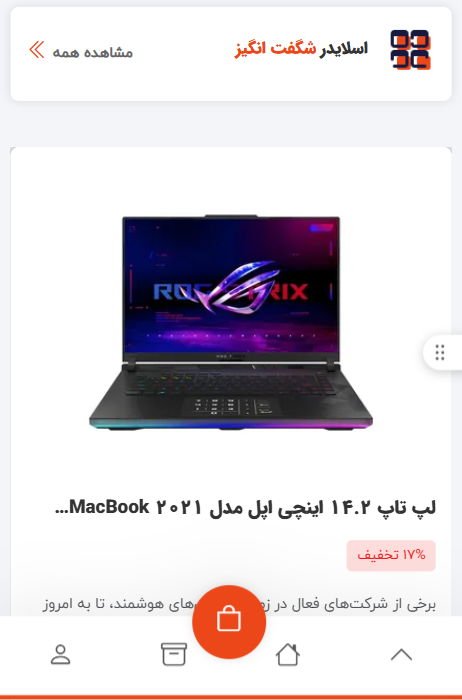 اسلایدر شگفت انگیز
مشاهده همه
ROG STRIX
لپ تاپ ۱۴.۲ اینچی اپل مدل MacBook ۲۰۲۱...
۱۷% تخفیف
برخی از شرکت‌های فعال در های هوشمند، تا به امروز